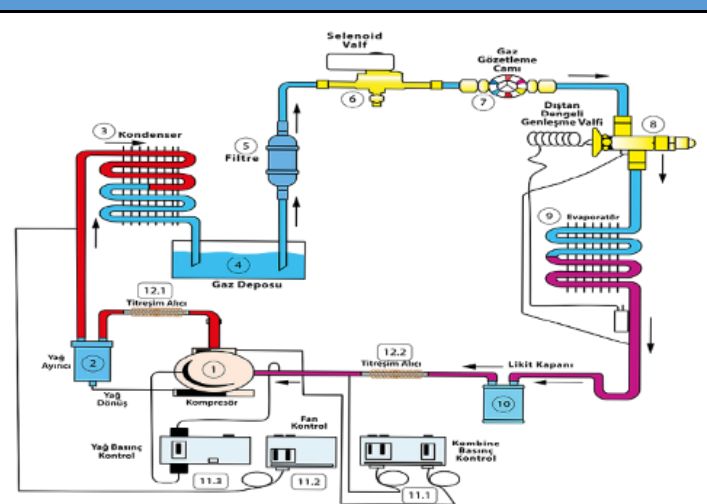 Selenoid
Valf
6
Gaz
Gözetleme
Camı
7
Dıştan
Dengeli
Genleşme Valfi
8
3
Kondenser
5
Filtre
9
Evaporatör
4
Gaz Deposu
12.1
Titreşim Alıcı
12.2
Titreşim Alıcı
Likit Kapanı
Yağ
Ayırıcı
2
1
Yağ
Dönüş
Kompresör
10
Fan
Kontrol
Yağ Basınç
Kontrol
Kombine
Basınç
Kontrol
11.3
11.2
11.1